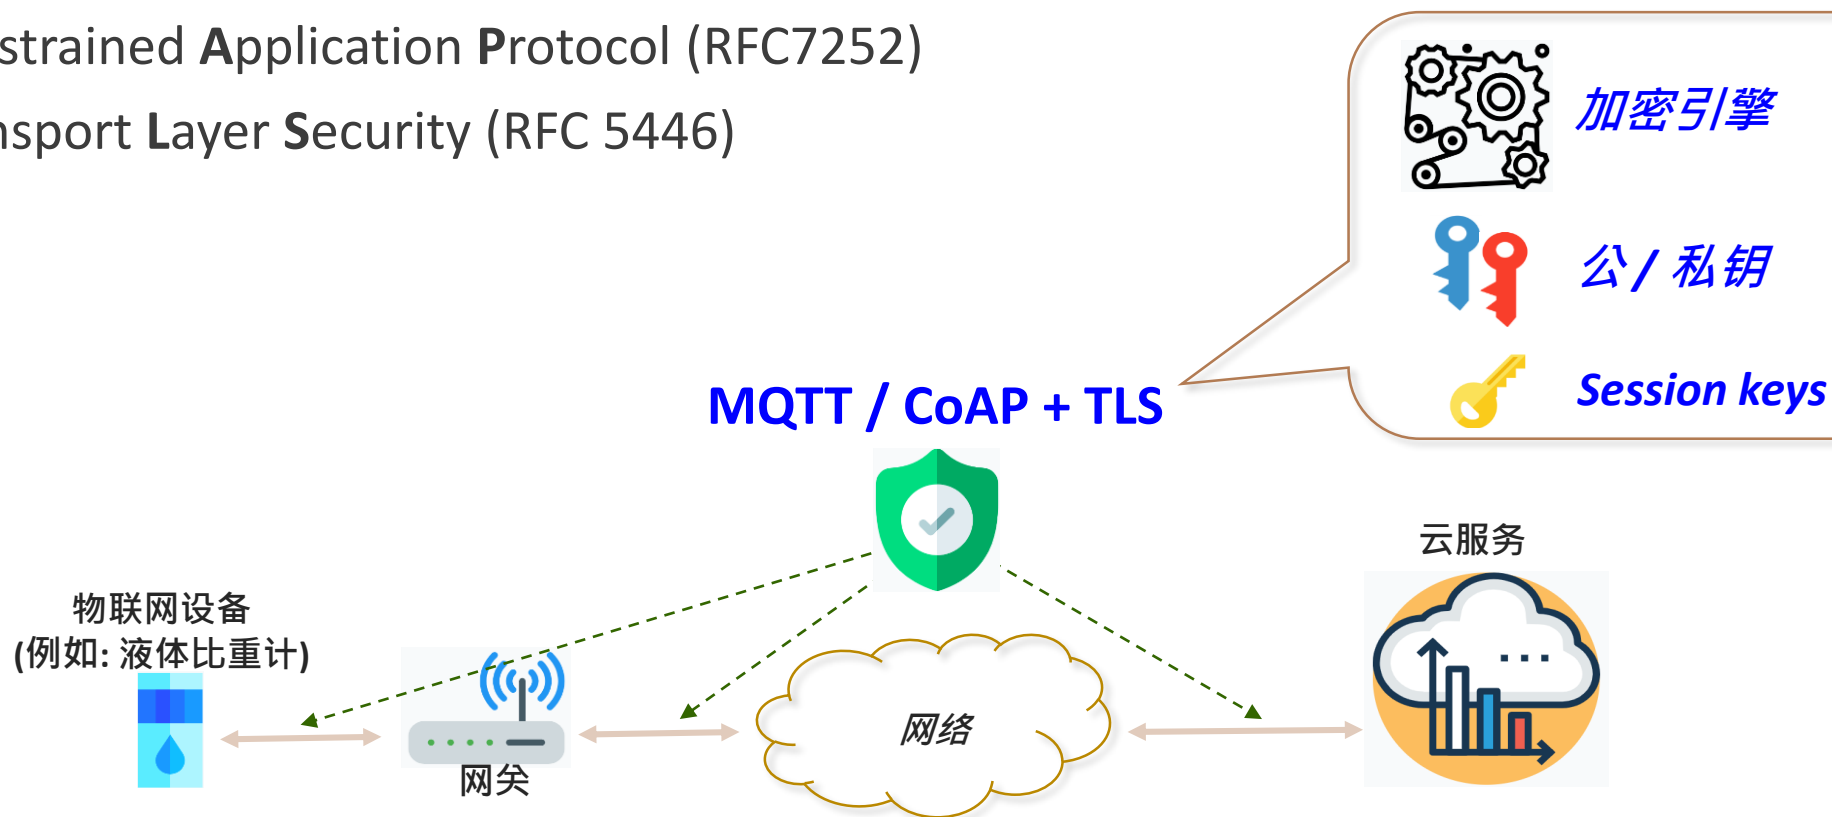 strained Application Protocol (RFC7252)
nsport Layer Security (RFC 5446)
加密引擎
公 / 私钥
Session keys
MQTT / CoAP + TLS
云服务
物联网设备
(例如: 液体比重计)
网络
网关